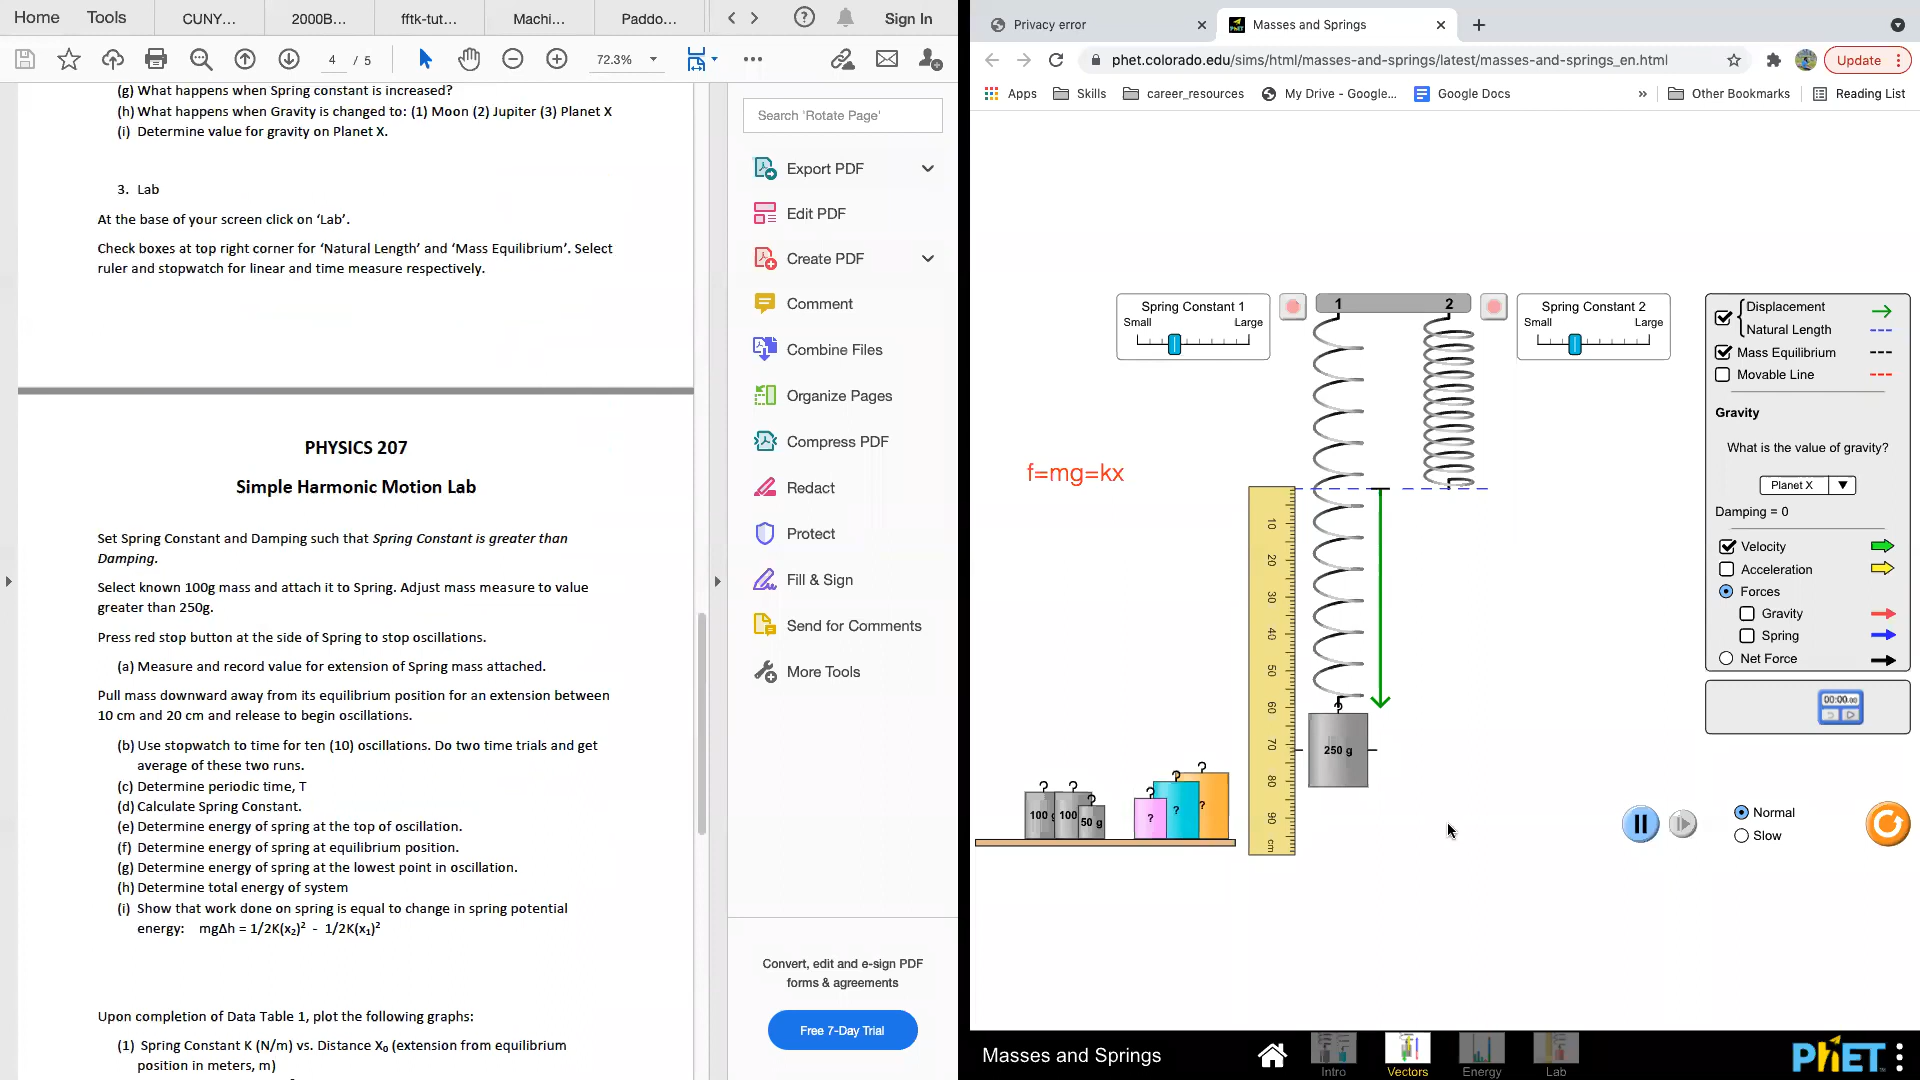 Home Tools CUNY... 2000B... fftk-tut... Machi... Paddo... Sign In
4 / 5 72.3%
(g) What happens when Spring constant is increased?
(h) What happens when Gravity is changed to: (1) Moon (2) Jupiter (3) Planet X
(i) Determine value for gravity on Planet X.
3. Lab
At the base of your screen click on ‘Lab’.
Check boxes at top right corner for ‘Natural Length’ and ‘Mass Equilibrium’. Select
ruler and stopwatch for linear and time measure respectively.
PHYSICS 207
Simple Harmonic Motion Lab
Set Spring Constant and Damping such that Spring Constant is greater than
Damping.
Select known 100g mass and attach it to Spring. Adjust mass measure to value
greater than 250g.
Press red stop button at the side of Spring to stop oscillations.
(a) Measure and record value for extension of Spring mass attached.
Pull mass downward away from its equilibrium position for an extension between
10 cm and 20 cm and release to begin oscillations.
(b) Use stopwatch to time for ten (10) oscillations. Do two time trials and get
average of these two runs.
(c) Determine periodic time, T
(d) Calculate Spring Constant.
(e) Determine energy of spring at the top of oscillation.
(f) Determine energy of spring at equilibrium position.
(g) Determine energy of spring at the lowest point in oscillation.
(h) Determine total energy of system
(i) Show that work done on spring is equal to change in spring potential
energy: mgΔh = 1/2K(x₂)² - 1/2K(x₁)²
Upon completion of Data Table 1, plot the following graphs:
(1) Spring Constant K (N/m) vs. Distance X₀ (extension from equilibrium
position in meters, m)
Search 'Rotate Page'
Export PDF
Edit PDF
Create PDF
Comment
Combine Files
Organize Pages
Compress PDF
Redact
Protect
Fill & Sign
Send for Comments
More Tools
Convert, edit and e-sign PDF
forms & agreements
Free 7-Day Trial
Privacy error Masses and Springs
phet.colorado.edu/sims/html/masses-and-springs/latest/masses-and-springs_en.html Update
Apps Skills career_resources My Drive - Google... Google Docs » Other Bookmarks Reading List
Spring Constant 1
Small Large
1 2
Spring Constant 2
Small Large
f=mg=kx
10
20
30
40
50
60
70
80
90
cm
250 g
100 g 100 50 g
? ? ?
Displacement
Natural Length
Mass Equilibrium
Movable Line
Gravity
What is the value of gravity?
Planet X
Damping = 0
Velocity
Acceleration
Forces
Gravity
Spring
Net Force
00:00.00
Normal
Slow
Masses and Springs
Intro Vectors Energy Lab
PhET